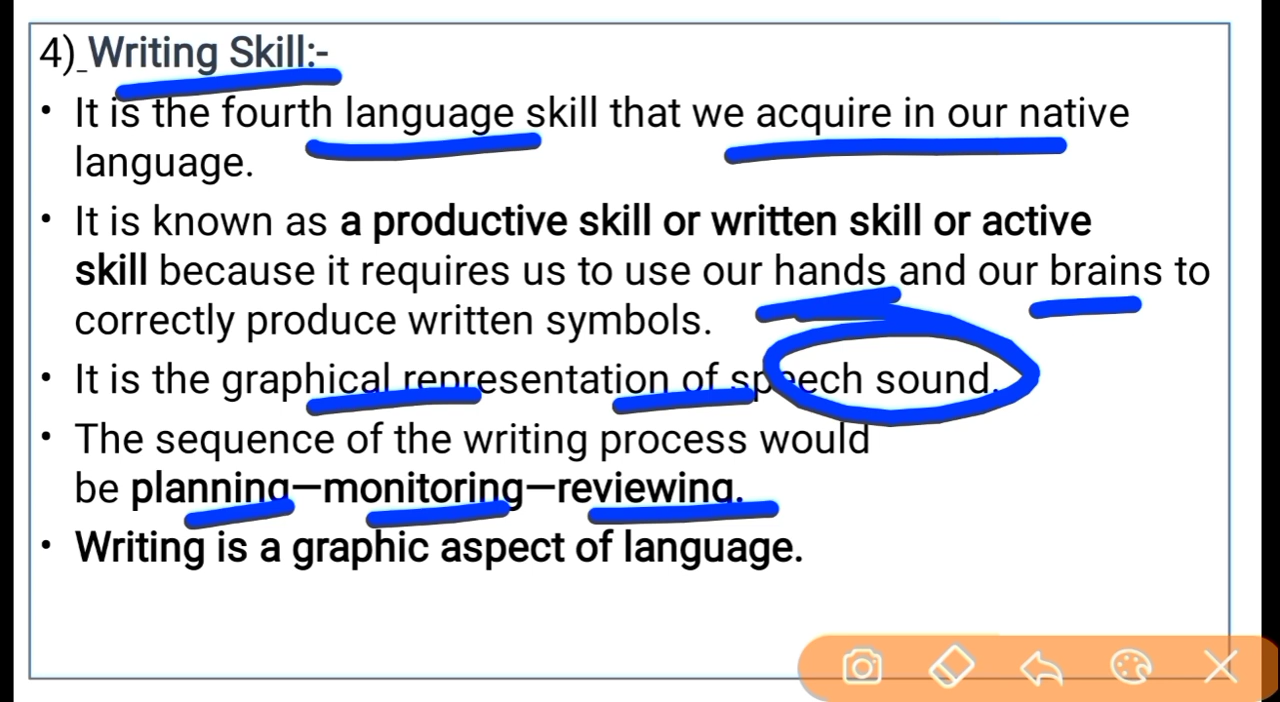 4) Writing Skill:-
• It is the fourth language skill that we acquire in our native
language.
• It is known as a productive skill or written skill or active
skill because it requires us to use our hands and our brains to
correctly produce written symbols.
• It is the graphical representation of speech sound.
• The sequence of the writing process would
be planning—monitoring—reviewing.
• Writing is a graphic aspect of language.